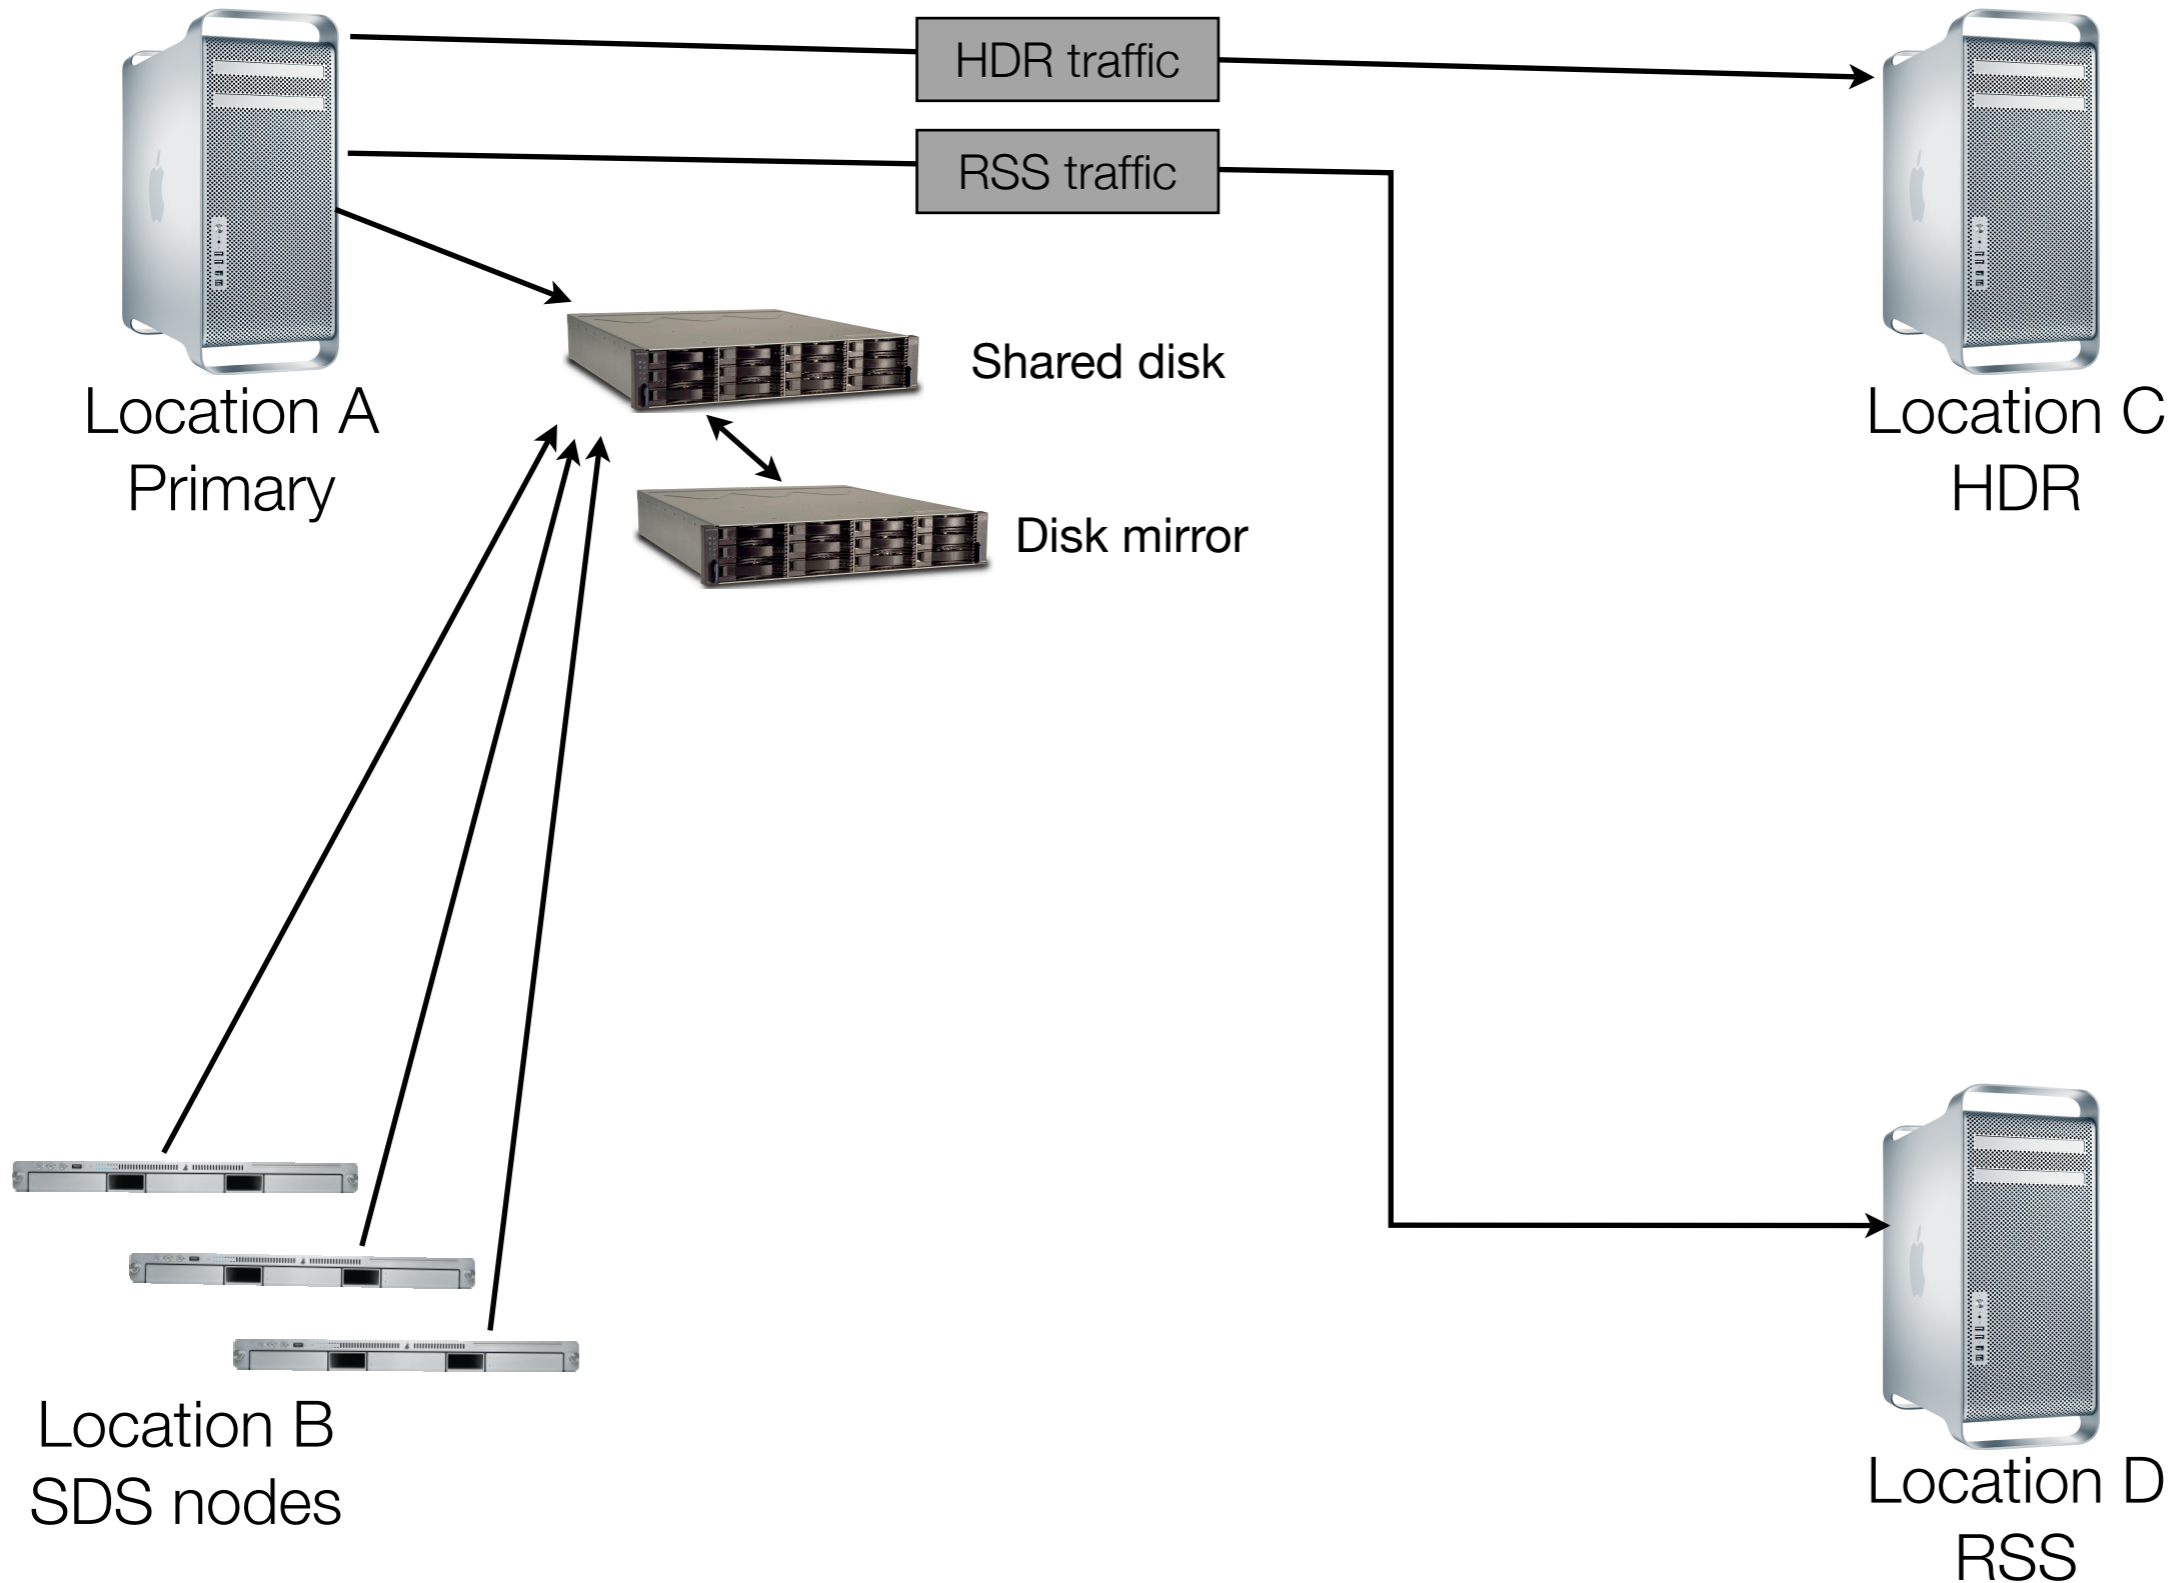 HDR traffic
RSS traffic
Shared disk
Location A
Primary
Location C
HDR
Disk mirror
Location B
SDS nodes
Location D
RSS